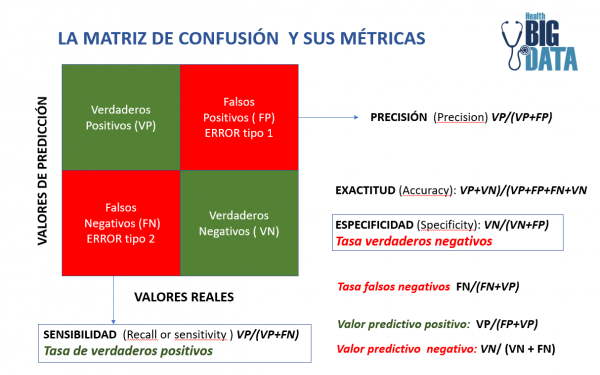 LA MATRIZ DE CONFUSIÓN Y SUS MÉTRICAS
Health
BIG
DATA
VALORES DE PREDICCIÓN
Verdaderos
Positivos (VP)
Falsos
Positivos ( FP)
ERROR tipo 1
PRECISIÓN (Precision) VP/(VP+FP)
Falsos
Negativos (FN)
ERROR tipo 2
Verdaderos
Negativos ( VN)
EXACTITUD (Accuracy): VP+VN)/(VP+FP+FN+VN
ESPECIFICIDAD (Specificity): VN/(VN+FP)
Tasa verdaderos negativos
VALORES REALES
Tasa falsos negativos FN/(FN+VP)
SENSIBILIDAD (Recall or sensitivity ) VP/(VP+FN)
Tasa de verdaderos positivos
Valor predictivo positivo: VP/(FP+VP)
Valor predictivo negativo: VN/ (VN + FN)